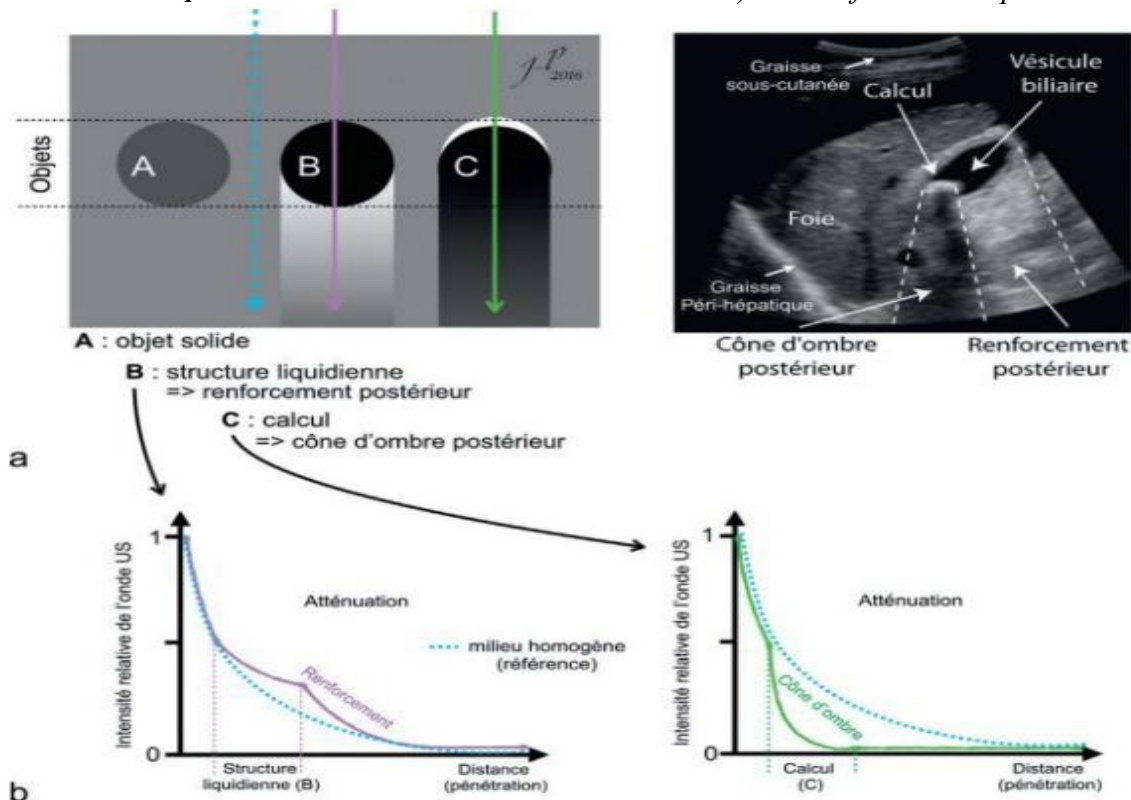 J-P
2016
Objets
A
B
C
Graisse
sous-cutanée
Calcul
Vésicule
biliaire
Foie
Graisse
Péri-hépatique
Cône d'ombre
postérieur
Renforcement
postérieur
A : objet solide
B : structure liquidienne
=> renforcement postérieur
C : calcul
=> cône d'ombre postérieur
a
Intensité relative de l'onde US
1
0
Atténuation
Renforcement
milieu homogène
(référence)
Structure
liquidienne (B)
Distance
(pénétration)
Intensité relative de l'onde US
1
0
Atténuation
Cône d'ombre
Calcul
(C)
Distance
(pénétration)
b